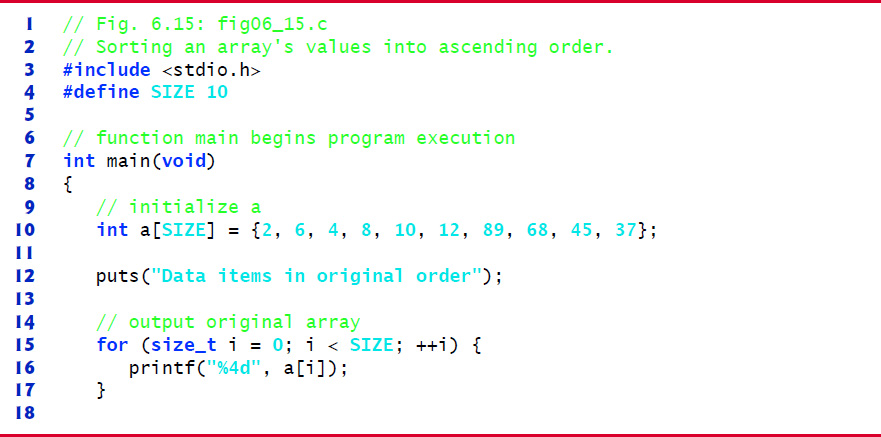 1 // Fig. 6.15: fig06_15.c
2 // Sorting an array's values into ascending order.
3 #include <stdio.h>
4 #define SIZE 10
5
6 // function main begins program execution
7 int main(void)
8 {
9    // initialize a
10    int a[SIZE] = {2, 6, 4, 8, 10, 12, 89, 68, 45, 37};
11
12    puts("Data items in original order");
13
14    // output original array
15    for (size_t i = 0; i < SIZE; ++i) {
16       printf("%4d", a[i]);
17    }
18